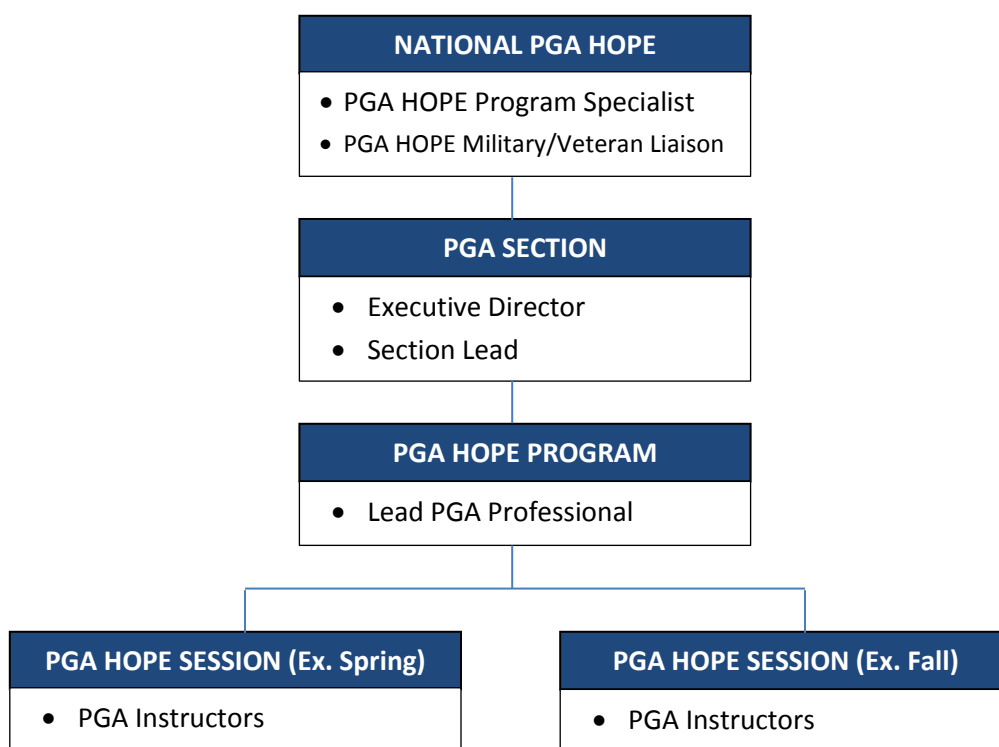 NATIONAL PGA HOPE
• PGA HOPE Program Specialist
• PGA HOPE Military/Veteran Liaison
PGA SECTION
• Executive Director
• Section Lead
PGA HOPE PROGRAM
• Lead PGA Professional
PGA HOPE SESSION (Ex. Spring)
• PGA Instructors
PGA HOPE SESSION (Ex. Fall)
• PGA Instructors